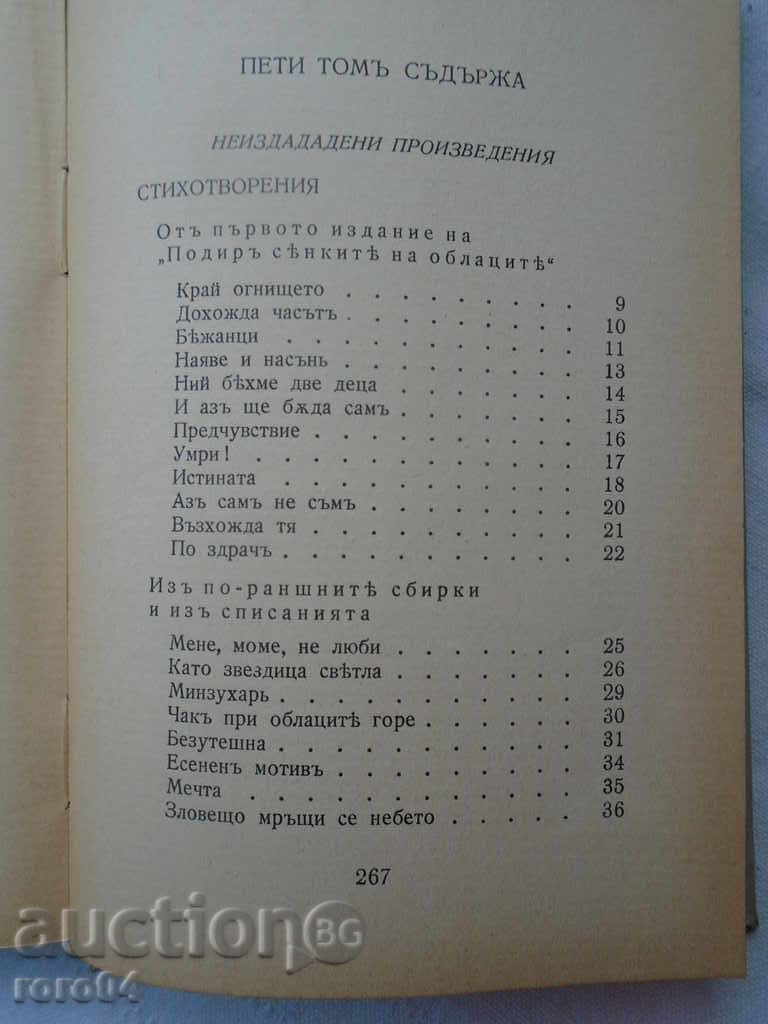 ПЕТИ ТОМЪ СЪДЪРЖА
НЕИЗДАДАДЕНИ ПРОИЗВЕДЕНИЯ
СТИХОТВОРЕНИЯ
Отъ първото издание на
„Подиръ сѣнкитѣ на облацитѣ“
Край огнището . . . . . . . . 9
Дохожда часътъ . . . . . . . . 10
Бѣжанци . . . . . . . . . 11
Наяве и насънь . . . . . . . . 13
Ний бѣхме две деца . . . . . . 14
И азъ ще бѫда самъ . . . . . . 15
Предчувствие . . . . . . . . . 16
Умри! . . . . . . . . . . 17
Истината . . . . . . . . . 18
Азъ самъ не съмъ . . . . . . . 20
Възхожда тя . . . . . . . . . 21
По здрачъ . . . . . . . . . 22
Изъ по-раншнитѣ сбирки
и изъ списанията
Мене, моме, не люби . . . . . . 25
Като звездица свѣтла . . . . . . 26
Минзухарь . . . . . . . . . 29
Чакъ при облацитѣ горе . . . . . 30
Безутешна . . . . . . . . . 31
Есененъ мотивъ . . . . . . . 34
Мечта . . . . . . . . . . 35
Зловещо мръщи се небето . . . . . 36
267
auction BG
roro04